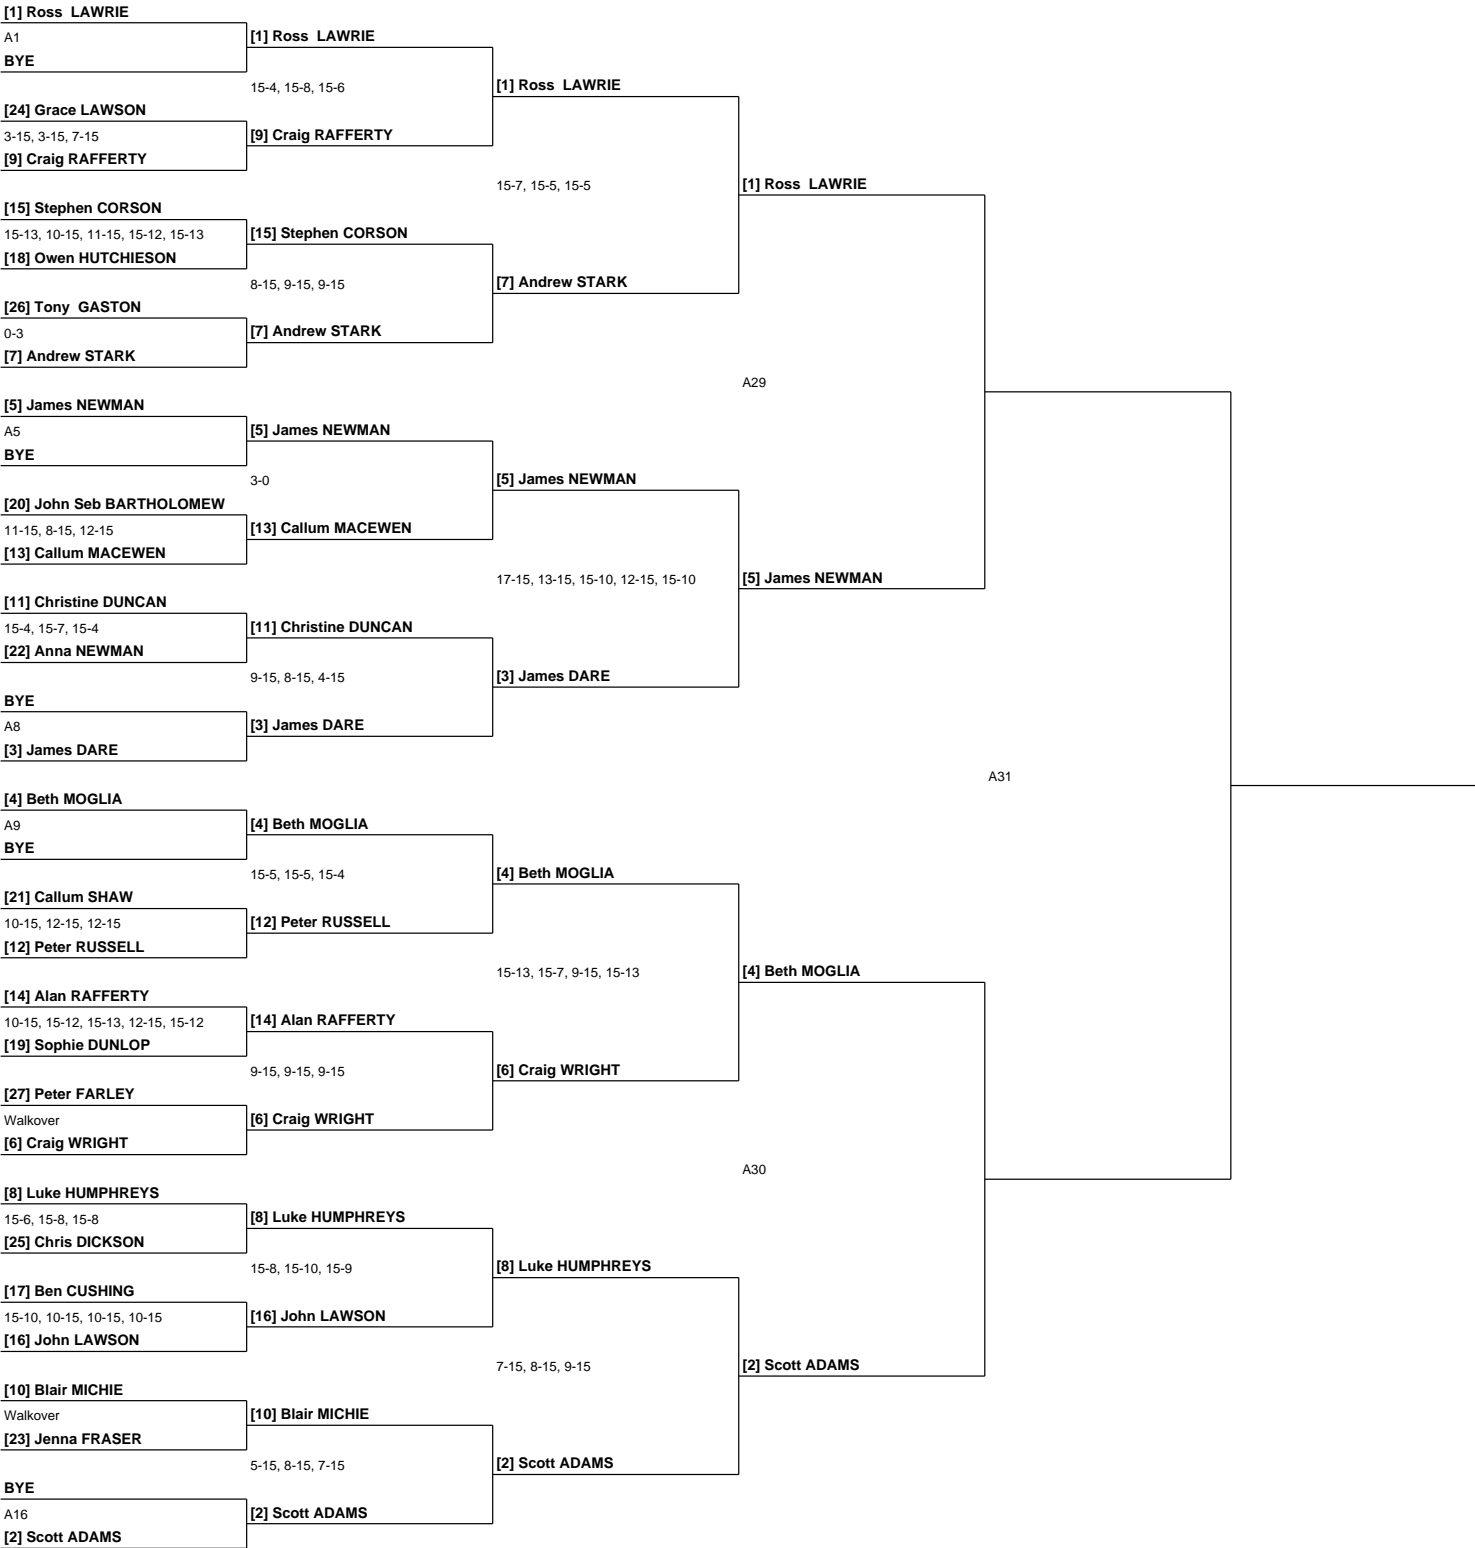 [1] Ross LAWRIE
A1
BYE
[1] Ross LAWRIE
15-4, 15-8, 15-6
[24] Grace LAWSON
3-15, 3-15, 7-15
[9] Craig RAFFERTY
[9] Craig RAFFERTY
[1] Ross LAWRIE
15-7, 15-5, 15-5
[15] Stephen CORSON
15-13, 10-15, 11-15, 15-12, 15-13
[18] Owen HUTCHIESON
[15] Stephen CORSON
8-15, 9-15, 9-15
[26] Tony GASTON
0-3
[7] Andrew STARK
[7] Andrew STARK
[7] Andrew STARK
[1] Ross LAWRIE
A29
[5] James NEWMAN
A5
BYE
[5] James NEWMAN
3-0
[20] John Seb BARTHOLOMEW
11-15, 8-15, 12-15
[13] Callum MACEWEN
[13] Callum MACEWEN
[5] James NEWMAN
17-15, 13-15, 15-10, 12-15, 15-10
[11] Christine DUNCAN
15-4, 15-7, 15-4
[22] Anna NEWMAN
[11] Christine DUNCAN
9-15, 8-15, 4-15
BYE
A8
[3] James DARE
[3] James DARE
[3] James DARE
[5] James NEWMAN
A31
[4] Beth MOGLIA
A9
BYE
[4] Beth MOGLIA
15-5, 15-5, 15-4
[21] Callum SHAW
10-15, 12-15, 12-15
[12] Peter RUSSELL
[12] Peter RUSSELL
[4] Beth MOGLIA
15-13, 15-7, 9-15, 15-13
[14] Alan RAFFERTY
10-15, 15-12, 15-13, 12-15, 15-12
[19] Sophie DUNLOP
[14] Alan RAFFERTY
9-15, 9-15, 9-15
[27] Peter FARLEY
Walkover
[6] Craig WRIGHT
[6] Craig WRIGHT
[6] Craig WRIGHT
[4] Beth MOGLIA
A30
[8] Luke HUMPHREYS
15-6, 15-8, 15-8
[25] Chris DICKSON
[8] Luke HUMPHREYS
15-8, 15-10, 15-9
[17] Ben CUSHING
15-10, 10-15, 10-15, 10-15
[16] John LAWSON
[16] John LAWSON
[8] Luke HUMPHREYS
7-15, 8-15, 9-15
[10] Blair MICHIE
Walkover
[23] Jenna FRASER
[10] Blair MICHIE
5-15, 8-15, 7-15
BYE
A16
[2] Scott ADAMS
[2] Scott ADAMS
[2] Scott ADAMS
[2] Scott ADAMS